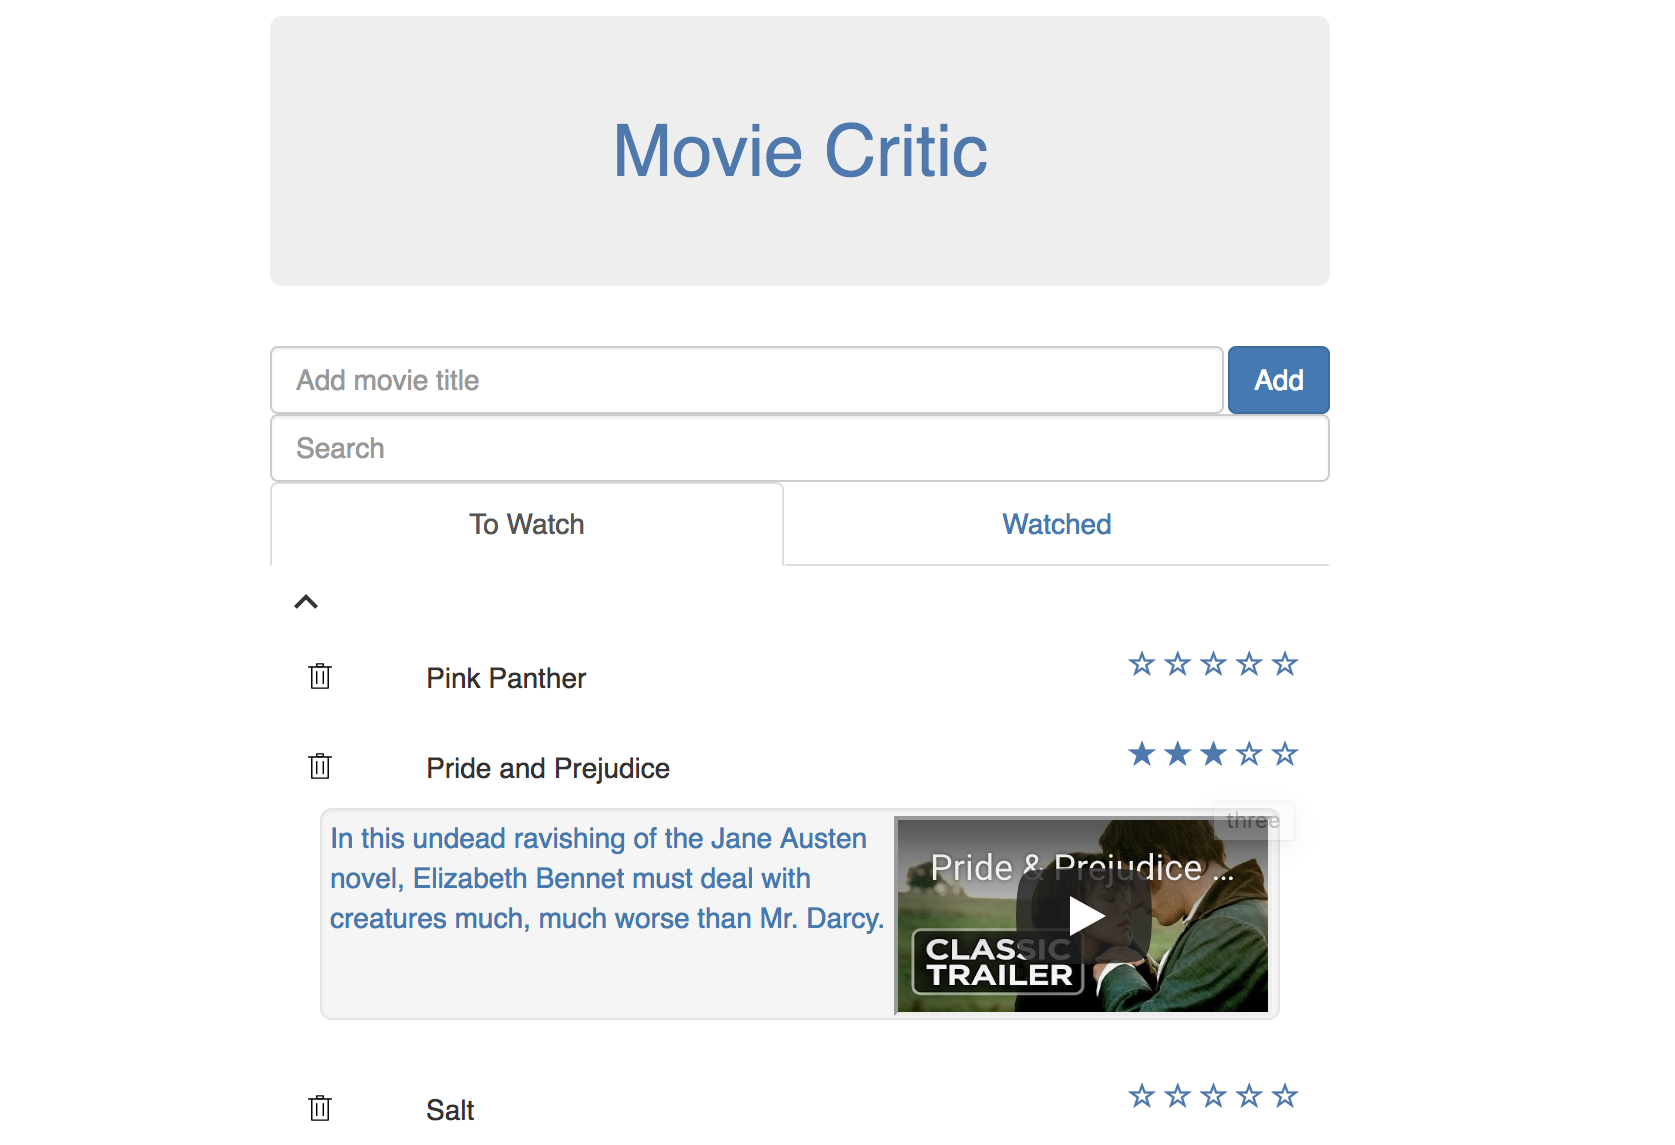 Movie Critic
Add movie title
Add
Search
To Watch
Watched
Pink Panther
Pride and Prejudice
three
In this undead ravishing of the Jane Austen
novel, Elizabeth Bennet must deal with
creatures much, much worse than Mr. Darcy.
Pride & Prejudice ...
CLASSIC
TRAILER
Salt